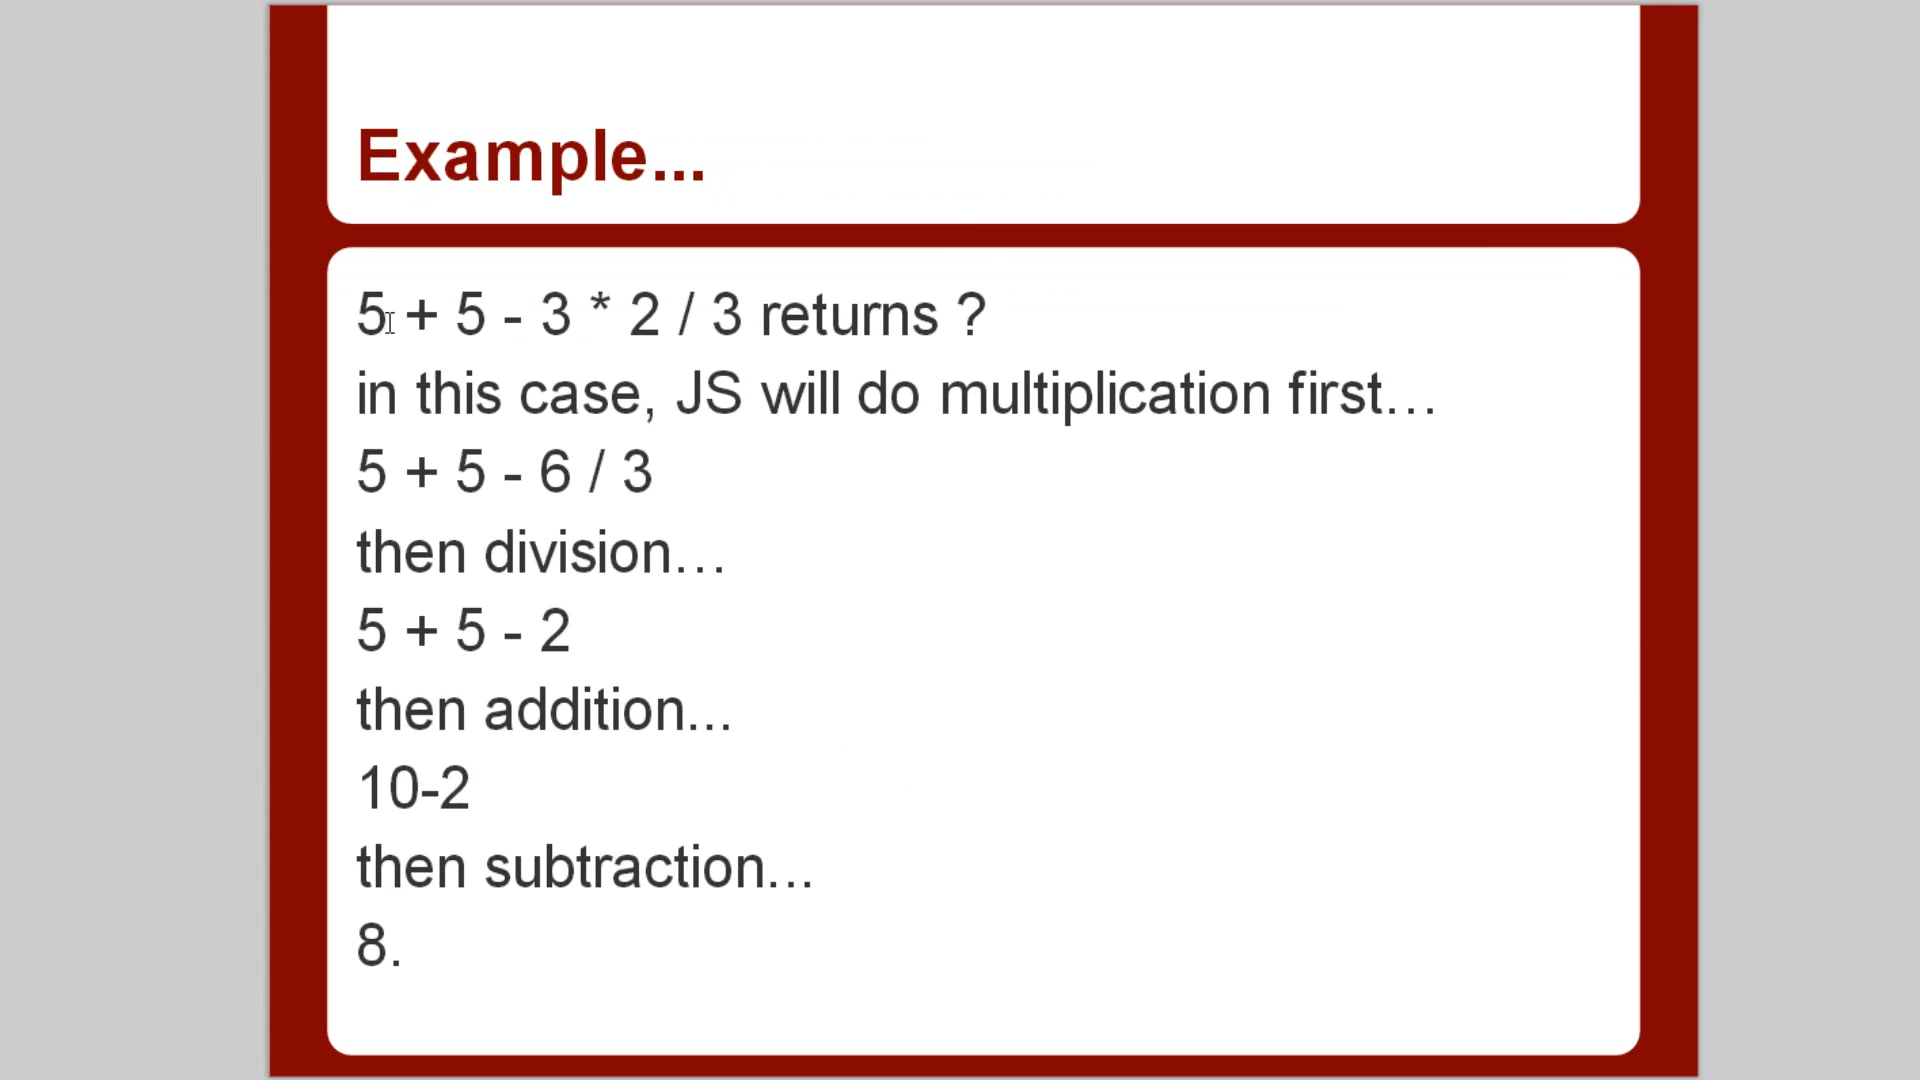 Example...
5 + 5 - 3 * 2 / 3 returns ?
in this case, JS will do multiplication first…
5 + 5 - 6 / 3
then division…
5 + 5 - 2
then addition...
10-2
then subtraction...
8.